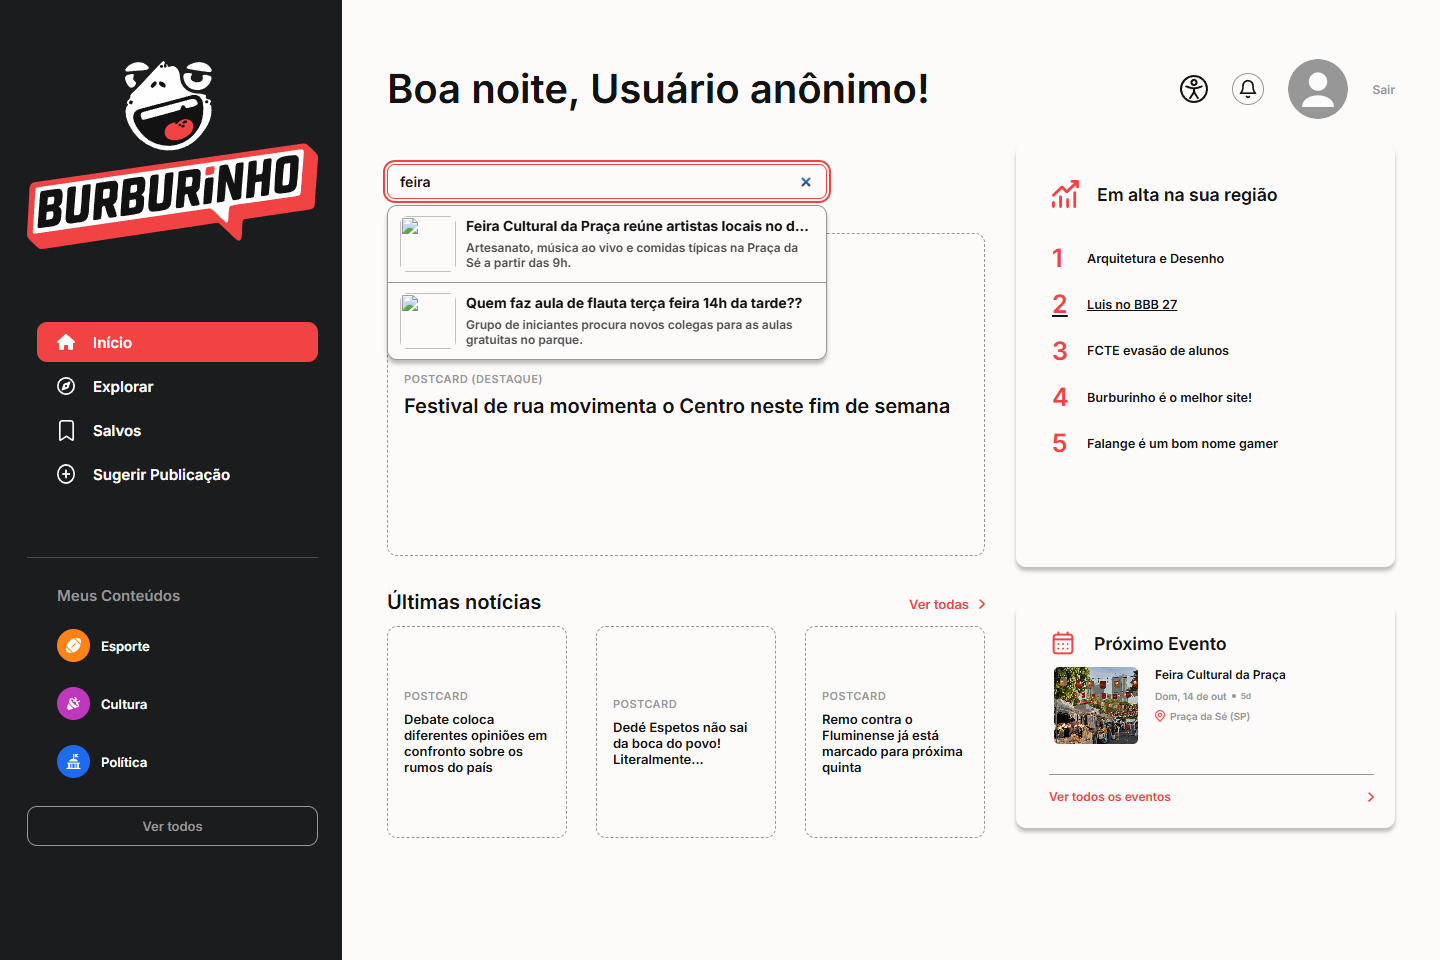 BURBURiNHO
Início
Explorar
Salvos
Sugerir Publicação
Meus Conteúdos
Esporte
Cultura
Política
Ver todos
Boa noite, Usuário anônimo!
Sair
feira
Feira Cultural da Praça reúne artistas locais no d...
Artesanato, música ao vivo e comidas típicas na Praça da
Sé a partir das 9h.
Quem faz aula de flauta terça feira 14h da tarde??
Grupo de iniciantes procura novos colegas para as aulas
gratuitas no parque.
POSTCARD (DESTAQUE)
Festival de rua movimenta o Centro neste fim de semana
Últimas notícias
Ver todas
POSTCARD
Debate coloca
diferentes opiniões em
confronto sobre os
rumos do país
POSTCARD
Dedé Espetos não sai
da boca do povo!
Literalmente...
POSTCARD
Remo contra o
Fluminense já está
marcado para próxima
quinta
Em alta na sua região
1 Arquitetura e Desenho
2 Luis no BBB 27
3 FCTE evasão de alunos
4 Burburinho é o melhor site!
5 Falange é um bom nome gamer
Próximo Evento
Feira Cultural da Praça
Dom, 14 de out • 5d
Praça da Sé (SP)
Ver todos os eventos